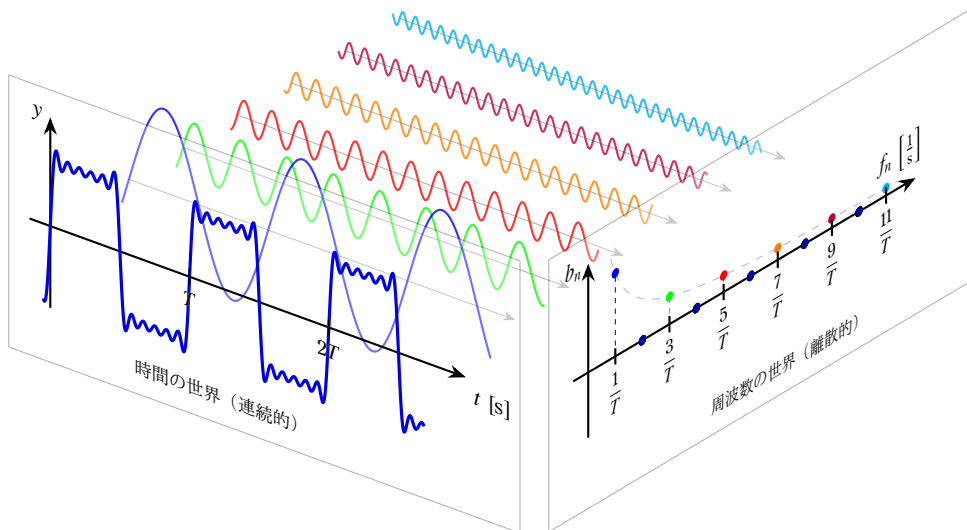 y
T
2T
t [s]
時間の世界（連続的）
b_n
f_n [1/s]
1/T
3/T
5/T
7/T
9/T
11/T
周波数の世界（離散的）